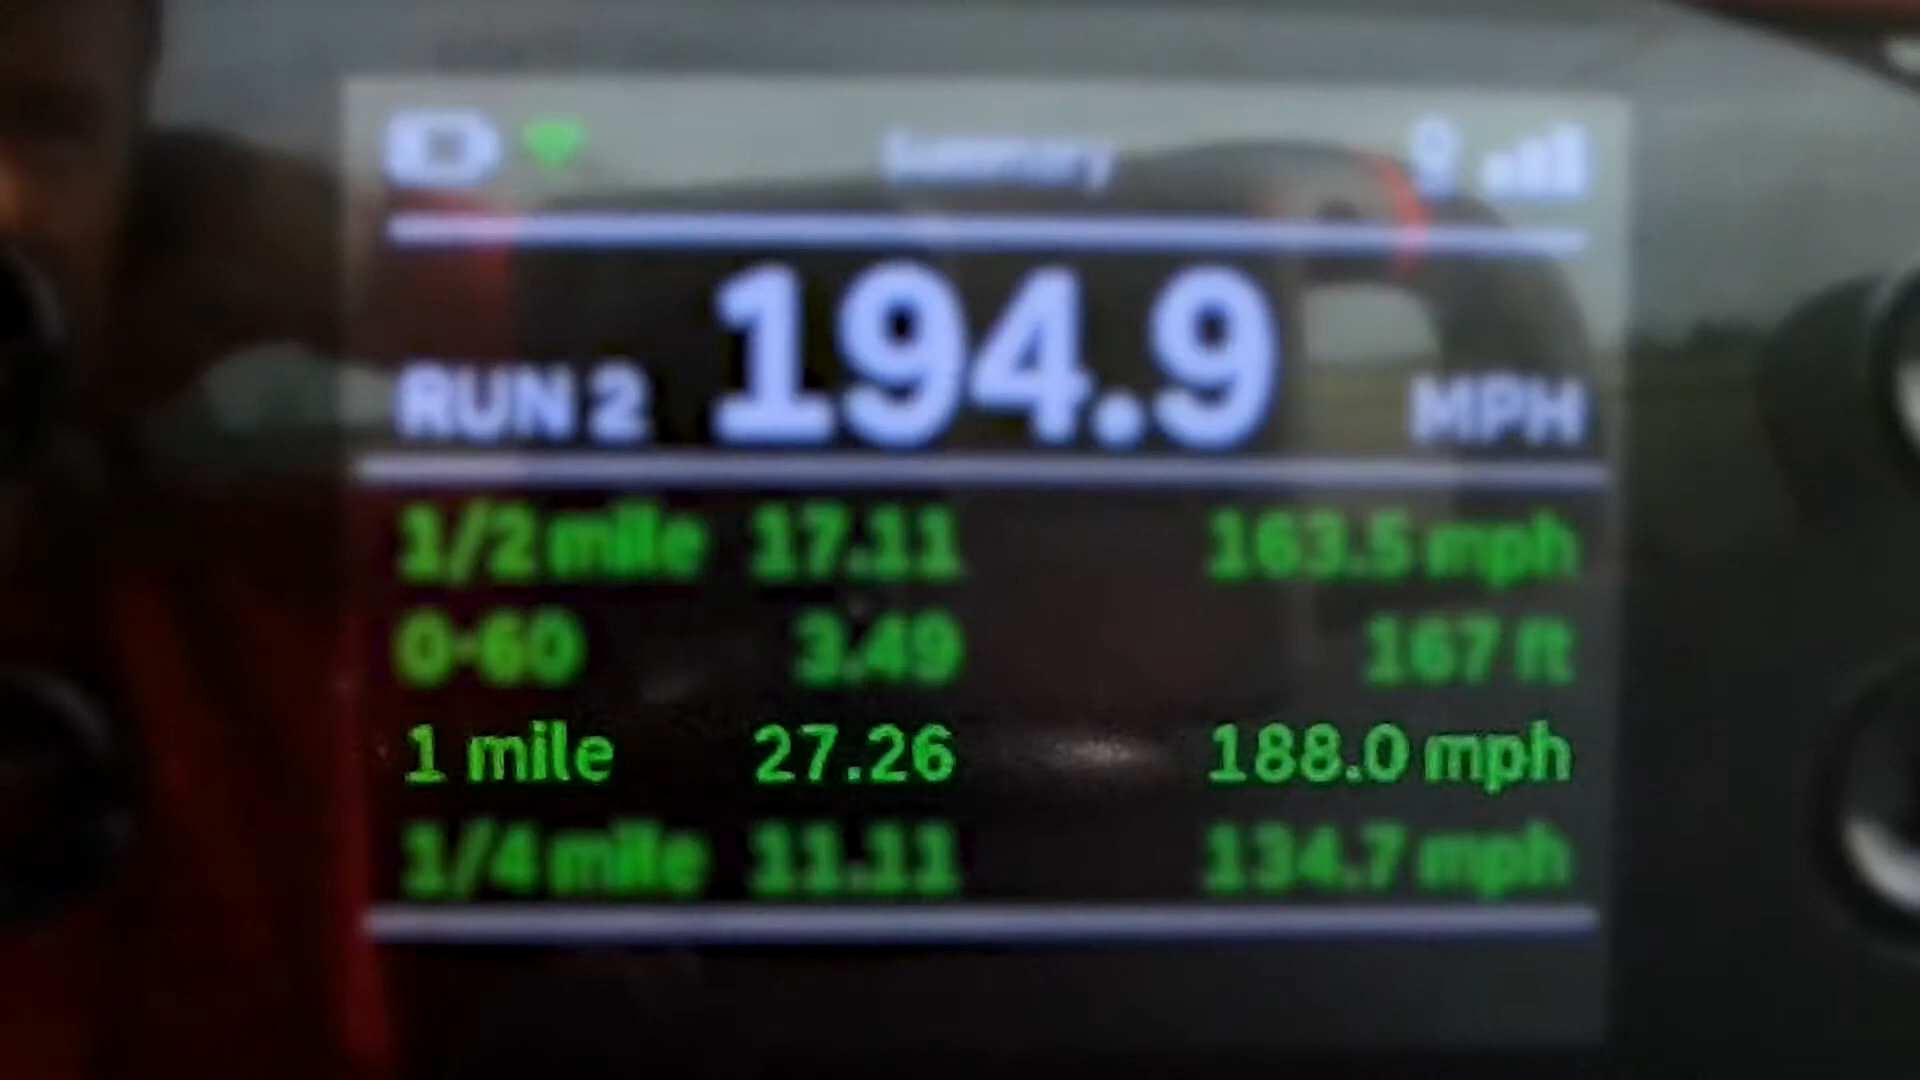 Summary
RUN 2 194.9 MPH
1/2 mile 17.11 163.5 mph
0-60 3.49 167 ft
1 mile 27.26 188.0 mph
1/4 mile 11.11 134.7 mph